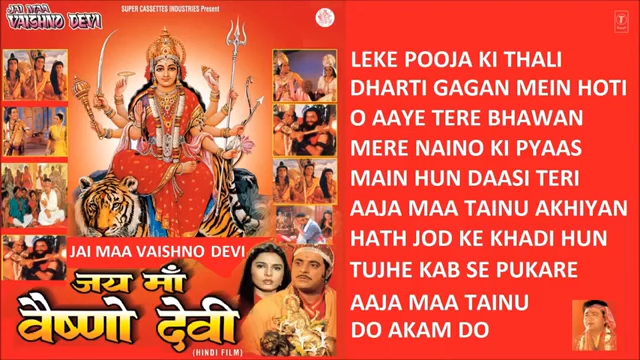 SUPER CASSETTES INDUSTRIES Present
JAI MAA
VAISHNO DEVI
JAI MAA VAISHNO DEVI
जय माँ
वैष्णो देवी
(HINDI FILM)
LEKE POOJA KI THALI
DHARTI GAGAN MEIN HOTI
O AAYE TERE BHAWAN
MERE NAINO KI PYAAS
MAIN HUN DAASI TERI
AAJA MAA TAINU AKHIYAN
HATH JOD KE KHADI HUN
TUJHE KAB SE PUKARE
AAJA MAA TAINU
DO AKAM DO